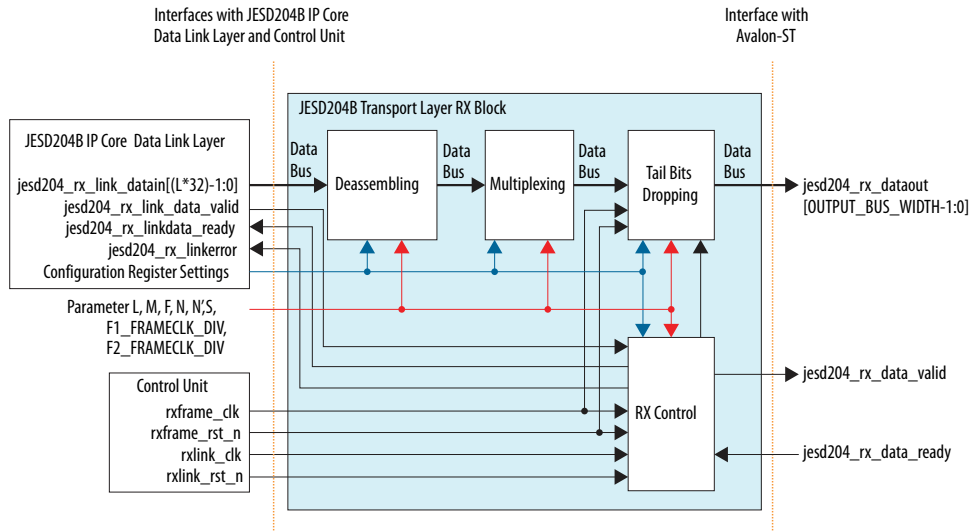 Interfaces with JESD204B IP Core
Data Link Layer and Control Unit
Interface with
Avalon-ST
JESD204B Transport Layer RX Block
JESD204B IP Core Data Link Layer
jesd204_rx_link_datain[(L*32)-1:0]
jesd204_rx_link_data_valid
jesd204_rx_linkdata_ready
jesd204_rx_linkerror
Configuration Register Settings
Data
Bus
Deassembling
Data
Bus
Multiplexing
Data
Bus
Tail Bits
Dropping
Data
Bus
jesd204_rx_dataout
[OUTPUT_BUS_WIDTH-1:0]
Parameter L, M, F, N, N',S,
F1_FRAMECLK_DIV,
F2_FRAMECLK_DIV
Control Unit
rxframe_clk
rxframe_rst_n
rxlink_clk
rxlink_rst_n
RX Control
jesd204_rx_data_valid
jesd204_rx_data_ready